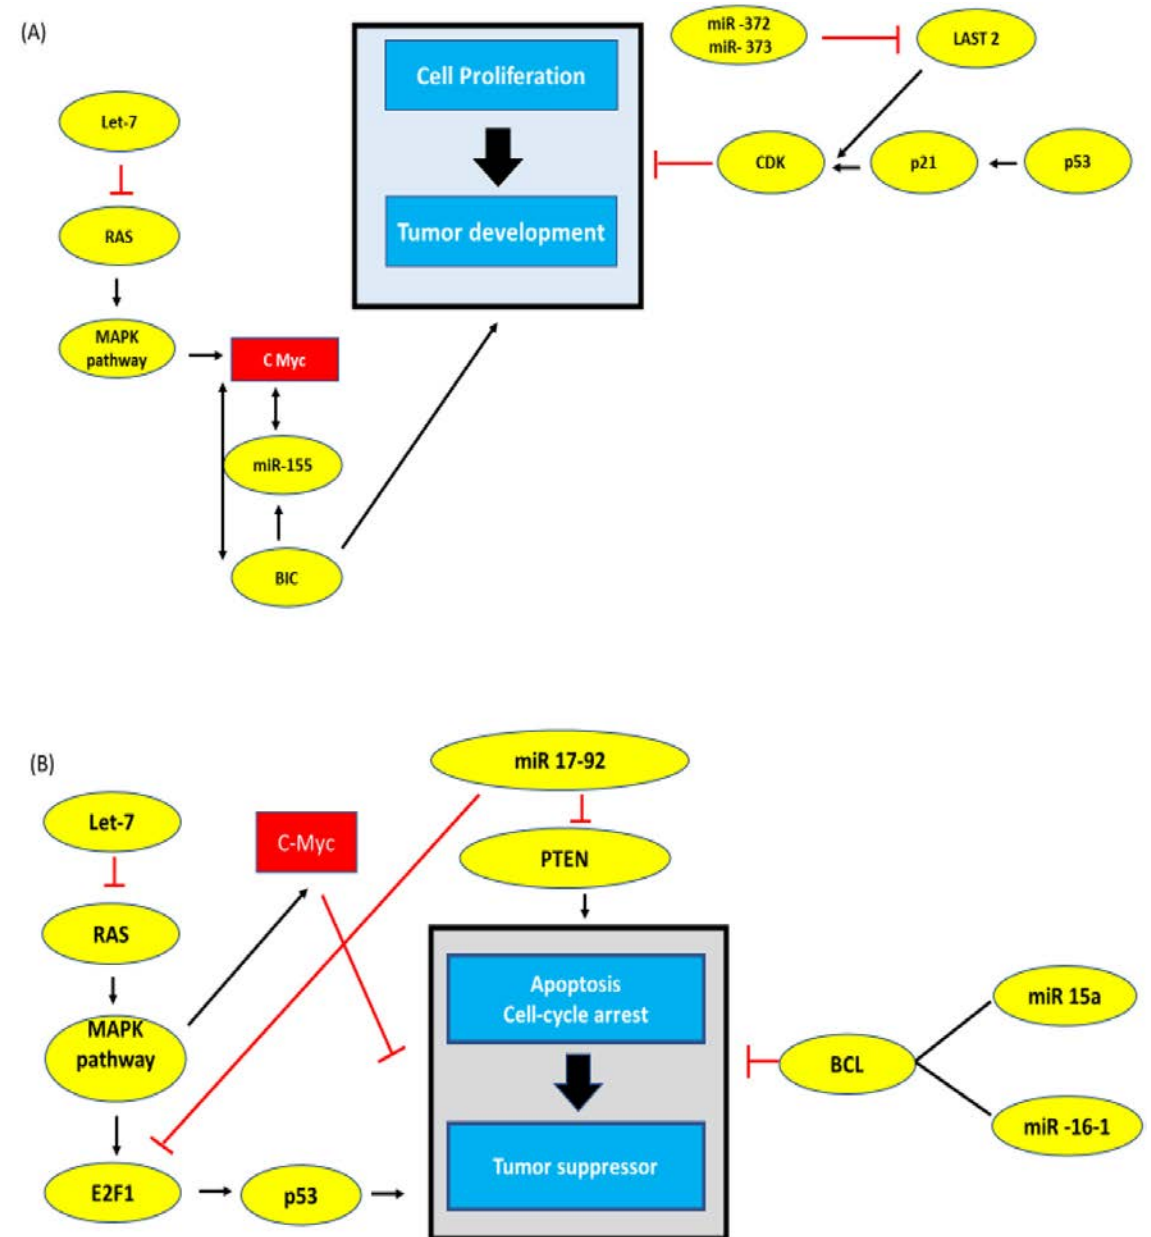 (A)
Cell Proliferation
Tumor development
miR -372
miR- 373
LAST 2
CDK
p21
p53
Let-7
RAS
MAPK
pathway
C Myc
miR-155
BIC
(B)
miR 17-92
Let-7
C-Myc
PTEN
RAS
MAPK
pathway
Apoptosis
Cell-cycle arrest
miR 15a
BCL
miR -16-1
Tumor suppressor
E2F1
p53